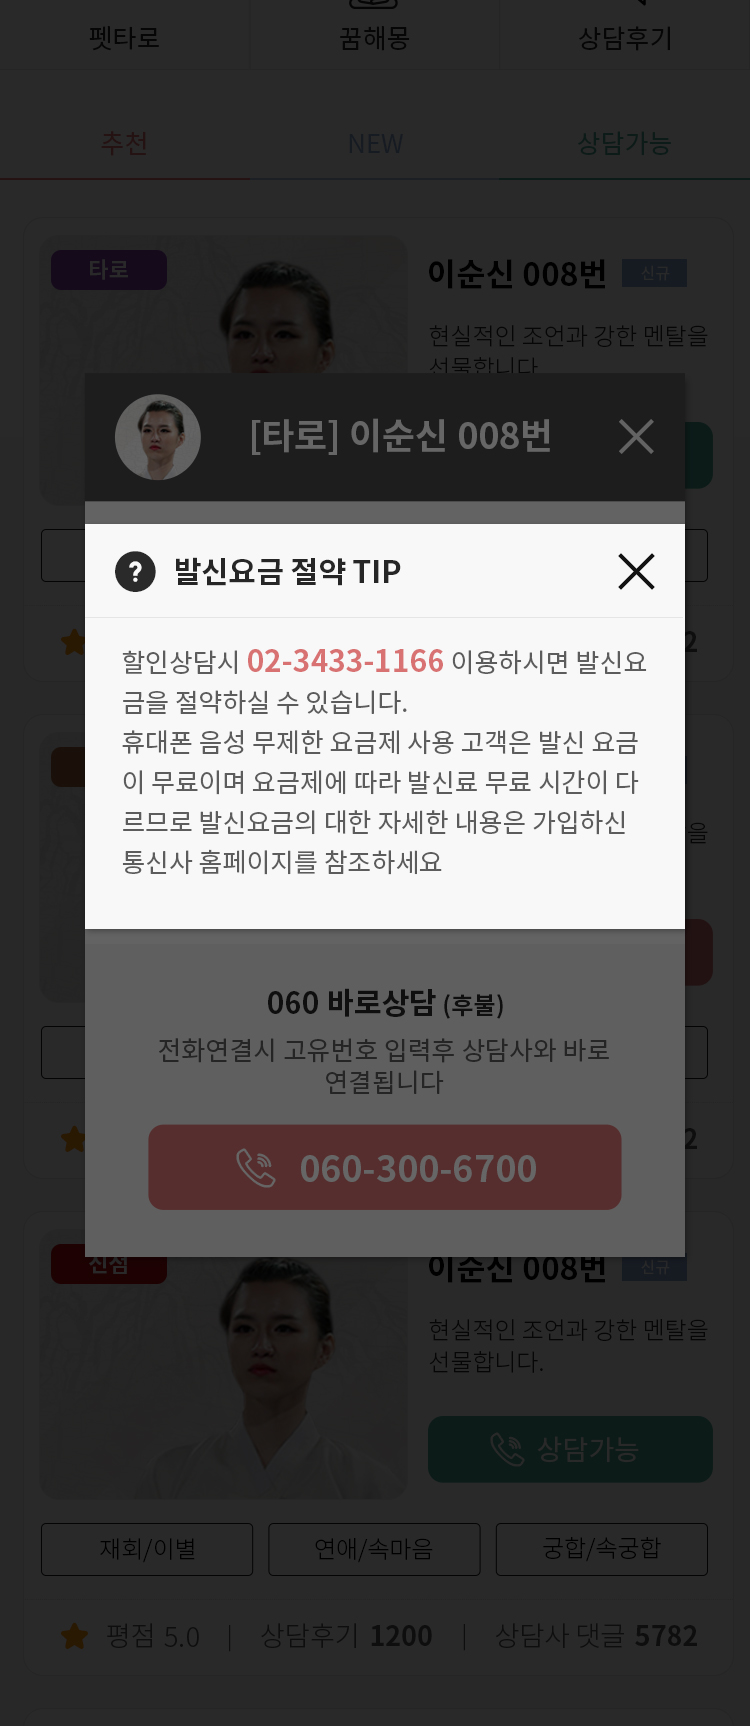 펫타로 꿈해몽 상담후기
추천 NEW 상담가능
타로
이순신 008번 신규
현실적인 조언과 강한 멘탈을
선물합니다
[타로] 이순신 008번
발신요금 절약 TIP
할인상담시 02-3433-1166 이용하시면 발신요
금을 절약하실 수 있습니다.
휴대폰 음성 무제한 요금제 사용 고객은 발신 요금
이 무료이며 요금제에 따라 발신료 무료 시간이 다
르므로 발신요금의 대한 자세한 내용은 가입하신
통신사 홈페이지를 참조하세요
2
을
060 바로상담 (후불)
전화연결시 고유번호 입력후 상담사와 바로
연결됩니다
2
060-300-6700
신점
이순신 008번 신규
현실적인 조언과 강한 멘탈을
선물합니다.
상담가능
재회/이별 연애/속마음 궁합/속궁합
평점 5.0 | 상담후기 1200 | 상담사 댓글 5782